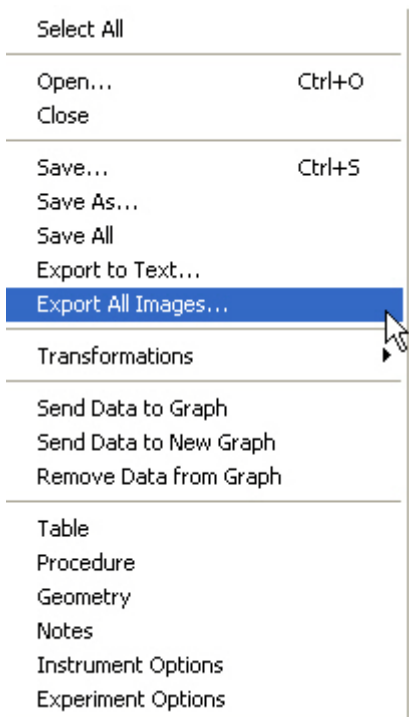 Select All
Open... Ctrl+O
Close
Save... Ctrl+S
Save As...
Save All
Export to Text...
Export All Images...
Transformations
Send Data to Graph
Send Data to New Graph
Remove Data from Graph
Table
Procedure
Geometry
Notes
Instrument Options
Experiment Options